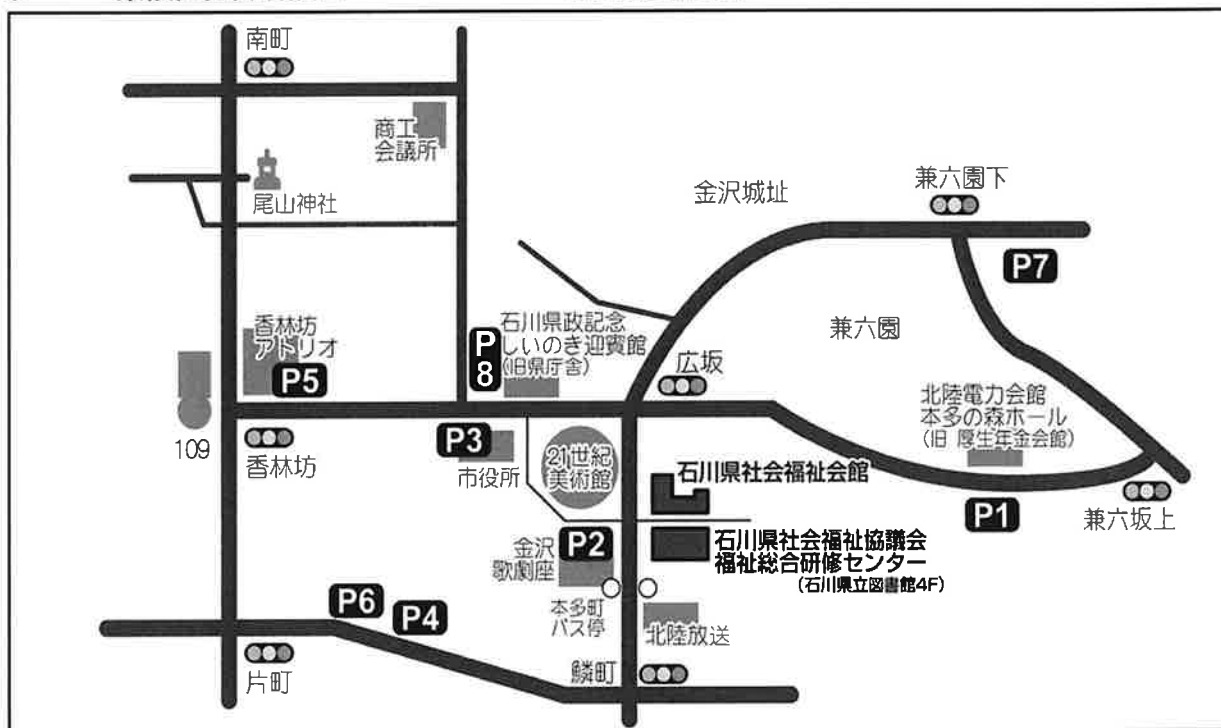 南町
商工
会議所
尾山神社
金沢城址
兼六園下
P7
兼六園
香林坊
アトリオ
P5
109
香林坊
P
8
石川県政記念
しいのき迎賓館
(旧県庁舎)
広坂
北陸電力会館
本多の森ホール
(旧 厚生年金会館)
P3
市役所
21世紀
美術館
石川県社会福祉会館
P1
兼六坂上
金沢
歌劇座
P2
石川県社会福祉協議会
福祉総合研修センター
(石川県立図書館4F)
本多町
バス停
北陸放送
P6
P4
片町
鱗町